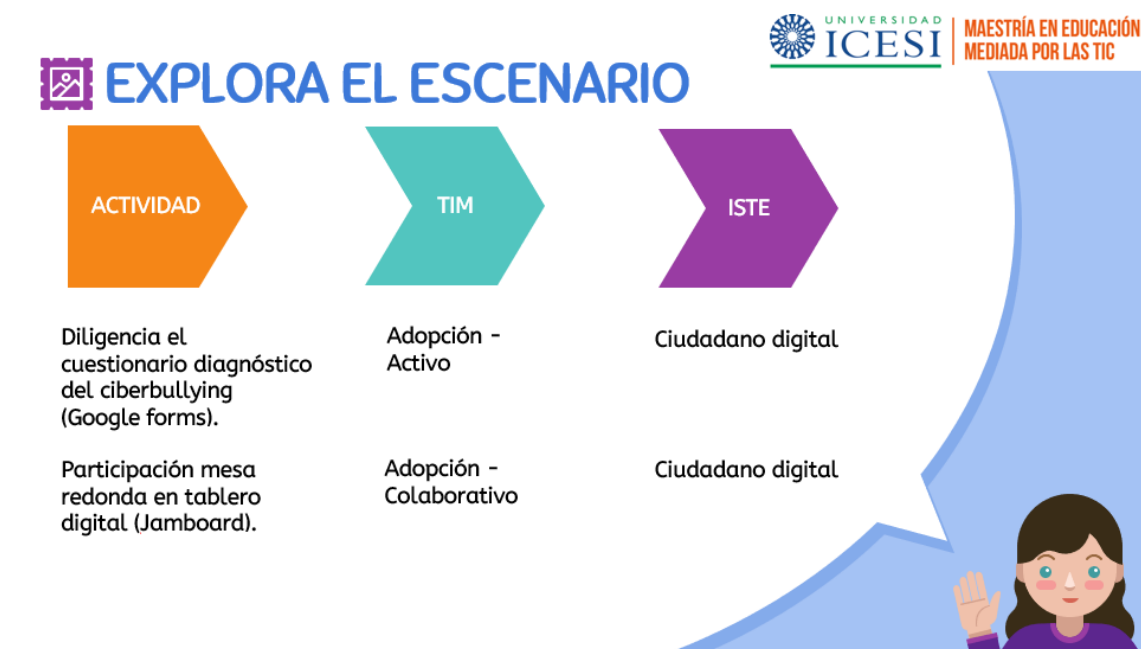 UNIVERSIDAD
ICESI
MAESTRÍA EN EDUCACIÓN
MEDIADA POR LAS TIC
EXPLORA EL ESCENARIO
ACTIVIDAD
TIM
ISTE
Diligencia el
cuestionario diagnóstico
del ciberbullying
(Google forms).
Adopción -
Activo
Ciudadano digital
Participación mesa
redonda en tablero
digital (Jamboard).
Adopción -
Colaborativo
Ciudadano digital